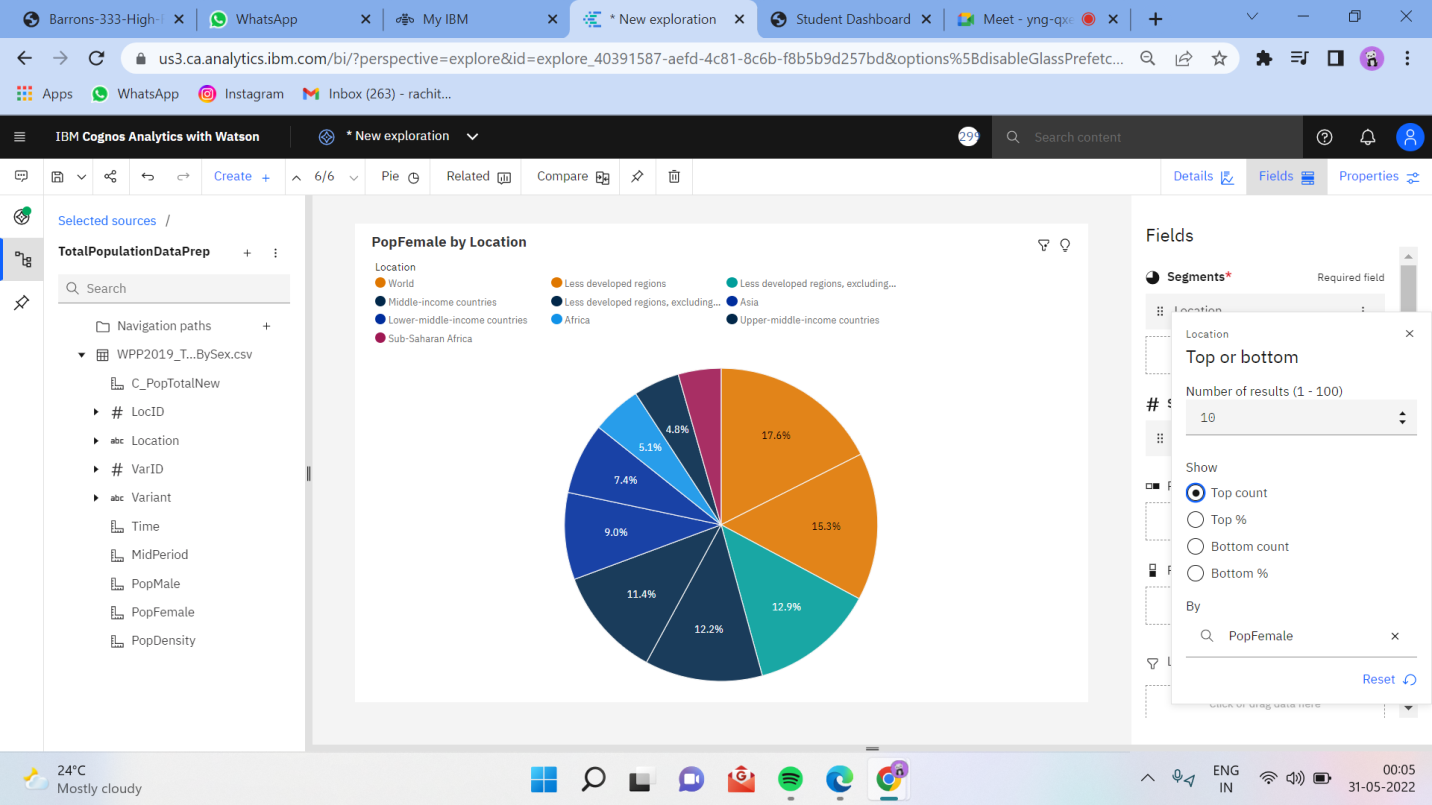 Barrons-333-High-
WhatsApp
My IBM
* New exploration
Student Dashboard
Meet - yng-qxe
us3.ca.analytics.ibm.com/bi/?perspective=explore&id=explore_40391587-aefd-4c81-8c6b-f8b5b9d257bd&options%5BdisableGlassPrefetc...
Apps
WhatsApp
Instagram
Inbox (263) - rachit...
IBM Cognos Analytics with Watson
* New exploration
299
Search content
Create +
6/6
Pie
Related
Compare
Details
Fields
Properties
Selected sources /
TotalPopulationDataPrep
Search
Navigation paths
WPP2019_T...BySex.csv
C_PopTotalNew
# LocID
abc Location
# VarID
abc Variant
Time
MidPeriod
PopMale
PopFemale
PopDensity
PopFemale by Location
Location
World
Less developed regions
Less developed regions, excluding...
Middle-income countries
Less developed regions, excluding...
Asia
Lower-middle-income countries
Africa
Upper-middle-income countries
Sub-Saharan Africa
17.6%
15.3%
12.9%
12.2%
11.4%
9.0%
7.4%
5.1%
4.8%
Fields
Segments*
Required field
Location
Location
Top or bottom
Number of results (1 - 100)
10
Show
Top count
Top %
Bottom count
Bottom %
By
PopFemale
Reset
Click or drag data here
24°C
Mostly cloudy
ENG
IN
00:05
31-05-2022